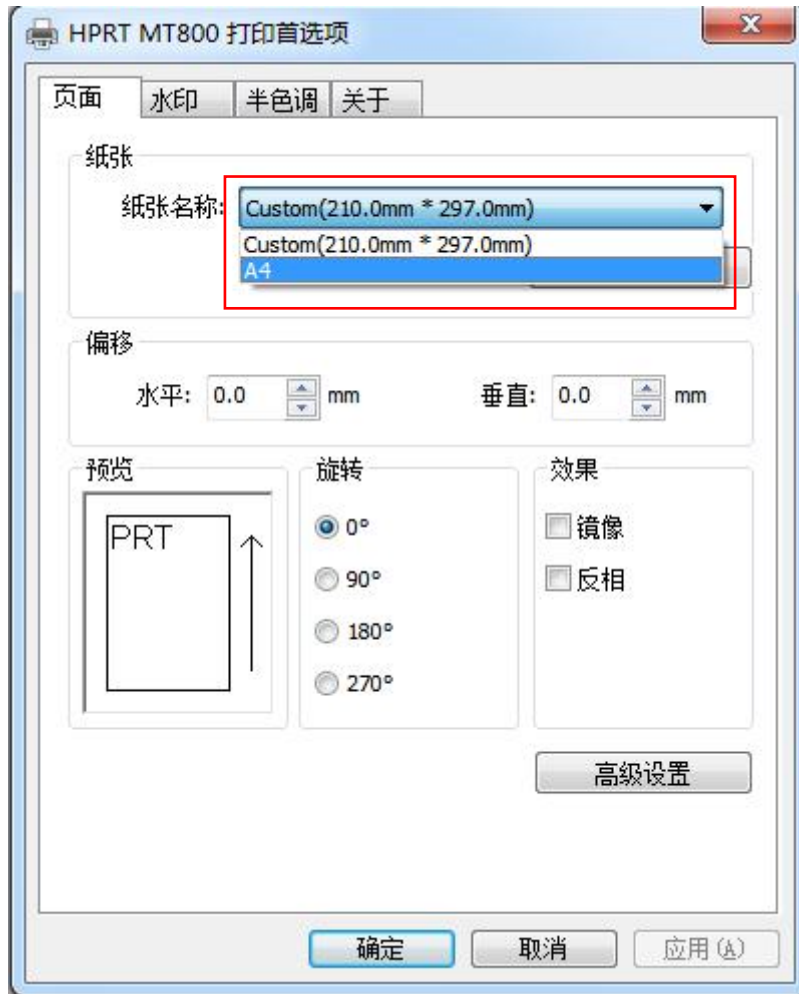 HPRT MT800 打印首选项
页面 水印 半色调 关于
纸张
纸张名称: Custom(210.0mm * 297.0mm)
Custom(210.0mm * 297.0mm)
A4
偏移
水平: 0.0 mm 垂直: 0.0 mm
预览 旋转 效果
PRT
0° 镜像
90° 反相
180°
270°
高级设置
确定 取消 应用(A)